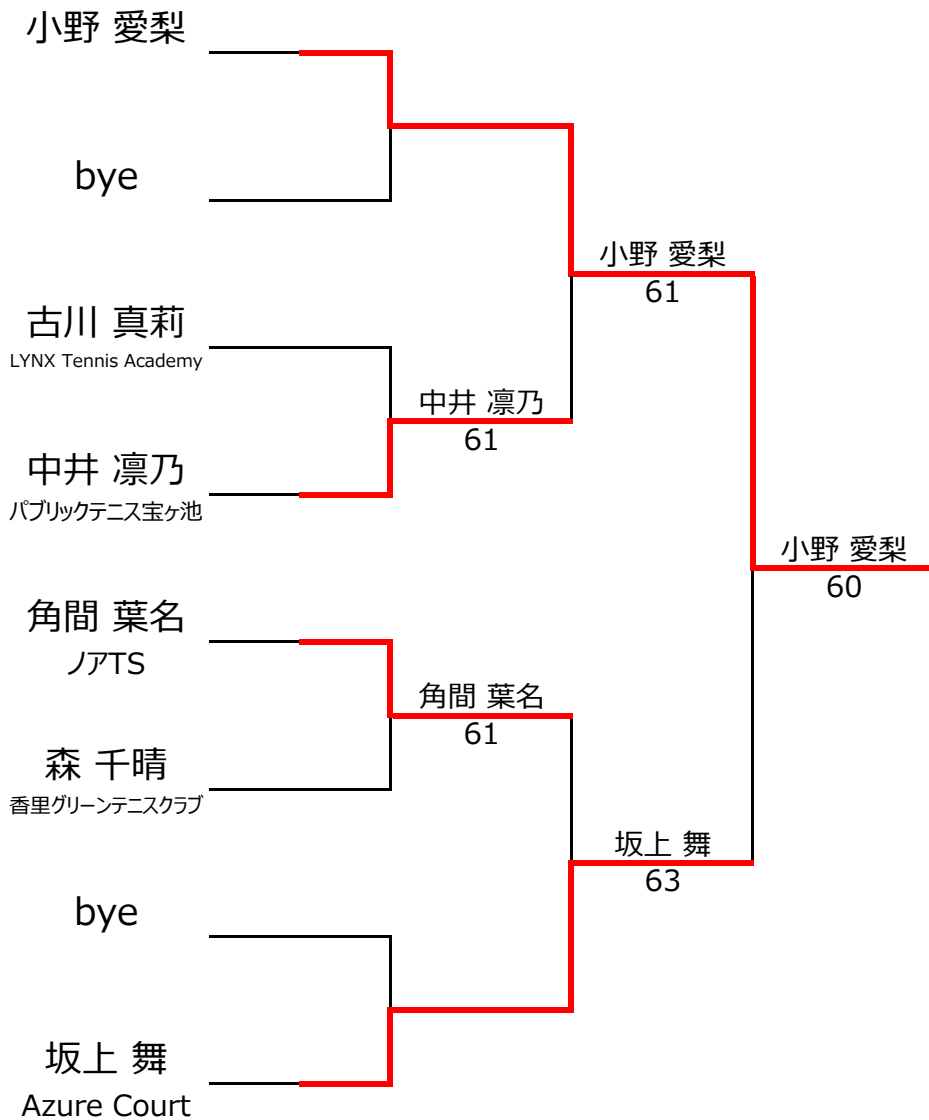 小野 愛梨
bye
古川 真莉
LYNX Tennis Academy
中井 凛乃
パブリックテニス宝ヶ池
角間 葉名
ノアTS
森 千晴
香里グリーンテニスクラブ
bye
坂上 舞
Azure Court
中井 凛乃
61
角間 葉名
61
小野 愛梨
61
坂上 舞
63
小野 愛梨
60